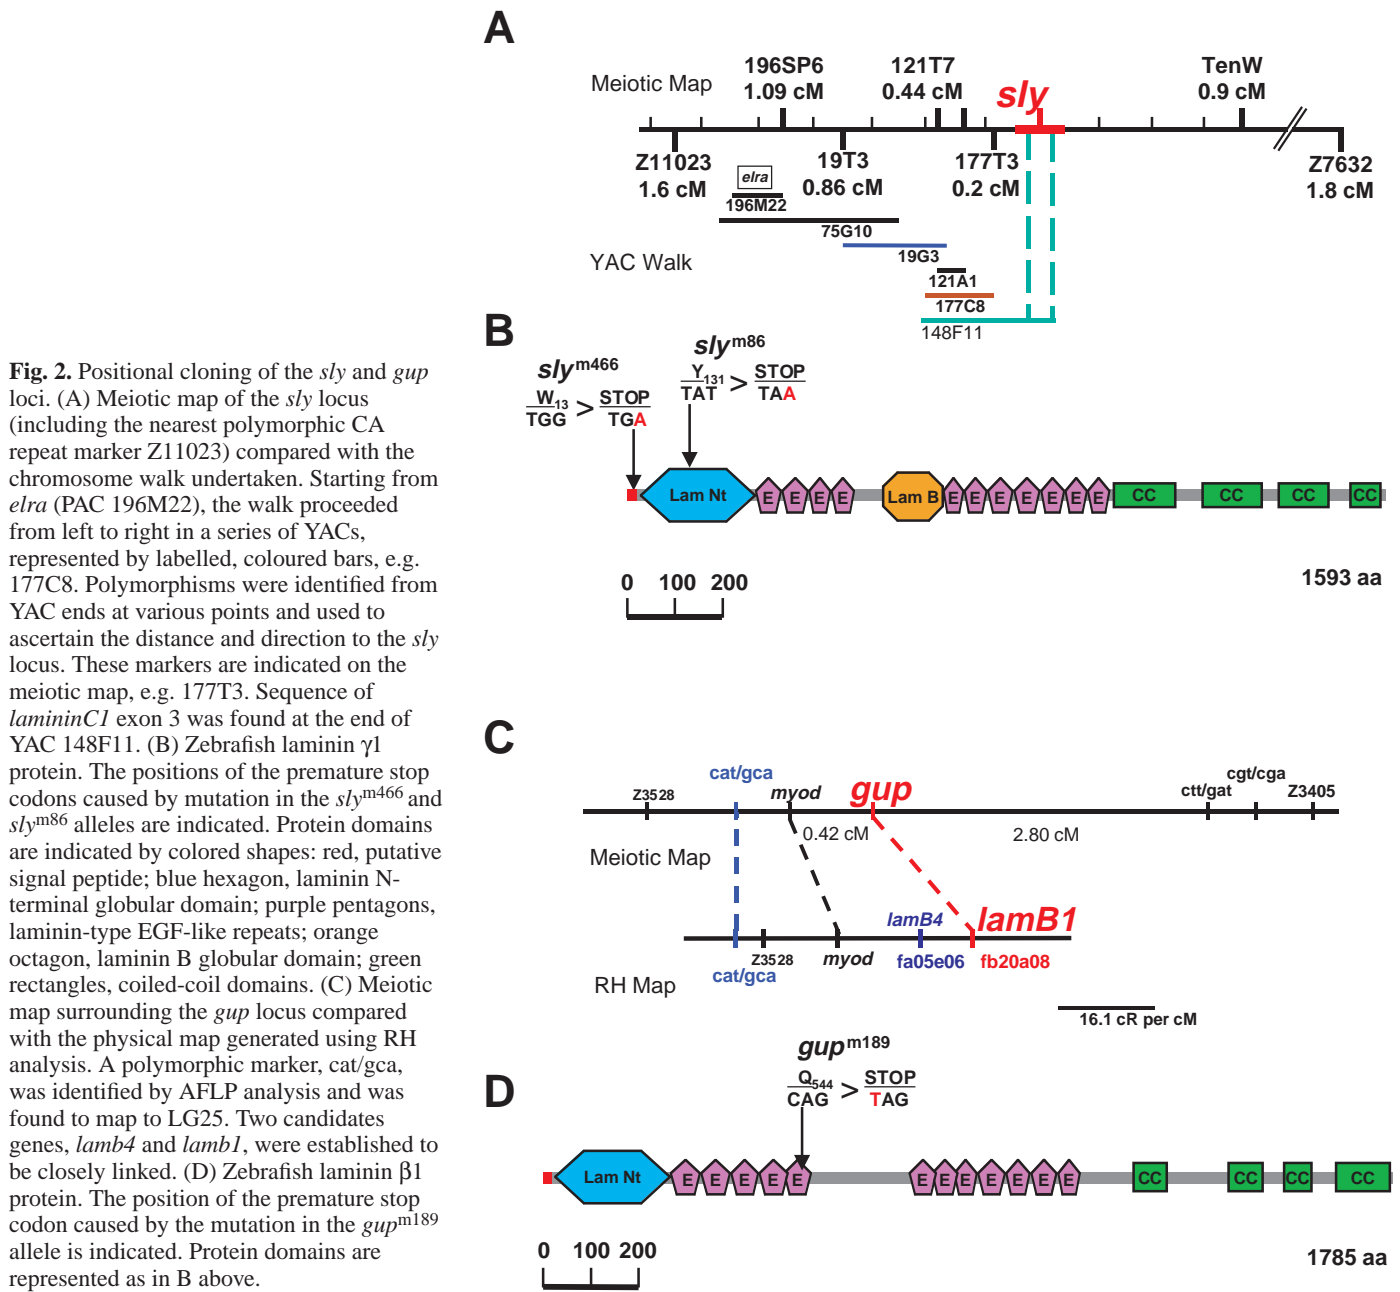 Fig. 2. Positional cloning of the sly and gup
loci. (A) Meiotic map of the sly locus
(including the nearest polymorphic CA
repeat marker Z11023) compared with the
chromosome walk undertaken. Starting from
elra (PAC 196M22), the walk proceeded
from left to right in a series of YACs,
represented by labelled, coloured bars, e.g.
177C8. Polymorphisms were identified from
YAC ends at various points and used to
ascertain the distance and direction to the sly
locus. These markers are indicated on the
meiotic map, e.g. 177T3. Sequence of
lamininC1 exon 3 was found at the end of
YAC 148F11. (B) Zebrafish laminin γ1
protein. The positions of the premature stop
codons caused by mutation in the sly^m466 and
sly^m86 alleles are indicated. Protein domains
are indicated by colored shapes: red, putative
signal peptide; blue hexagon, laminin N-
terminal globular domain; purple pentagons,
laminin-type EGF-like repeats; orange
octagon, laminin B globular domain; green
rectangles, coiled-coil domains. (C) Meiotic
map surrounding the gup locus compared
with the physical map generated using RH
analysis. A polymorphic marker, cat/gca,
was identified by AFLP analysis and was
found to map to LG25. Two candidates
genes, lamb4 and lamb1, were established to
be closely linked. (D) Zebrafish laminin β1
protein. The position of the premature stop
codon caused by the mutation in the gup^m189
allele is indicated. Protein domains are
represented as in B above.
A
Meiotic Map
196SP6 121T7 sly TenW
1.09 cM 0.44 cM 0.9 cM
Z11023 19T3 177T3 Z7632
1.6 cM 0.86 cM 0.2 cM 1.8 cM
elra
196M22
75G10
YAC Walk
19G3
121A1
177C8
148F11
B
sly^m466 sly^m86
W13 > STOP Y131 > STOP
TGG TGA TAT TAA
Lam Nt E E E E Lam B E E E E E E E CC CC CC CC
0 100 200
1593 aa
C
Z3528 cat/gca myod gup ctt/gat cgt/cga Z3405
0.42 cM 2.80 cM
Meiotic Map
lamB4 lamB1
cat/gca Z3528 myod fa05e06 fb20a08
RH Map
16.1 cR per cM
D
gup^m189
Q544 > STOP
CAG TAG
Lam Nt E E E E E E E E E E E E CC CC CC CC
0 100 200
1785 aa